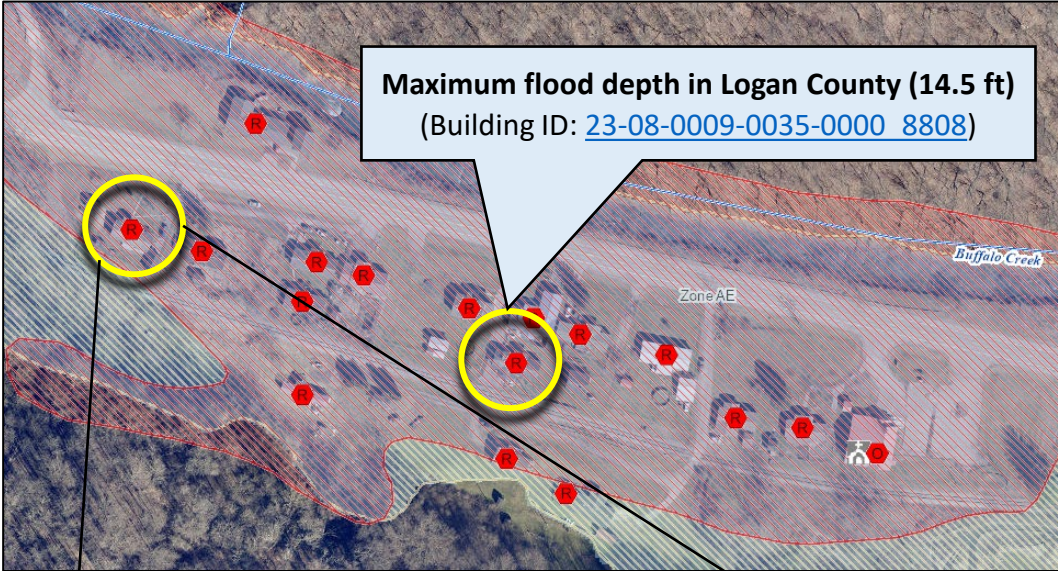 Maximum flood depth in Logan County (14.5 ft)
(Building ID: 23-08-0009-0035-0000_8808)
R
R
R
Buffalo Creek
R
R
Zone AE
R
R
R
R
R
R
R
R
O
R
R